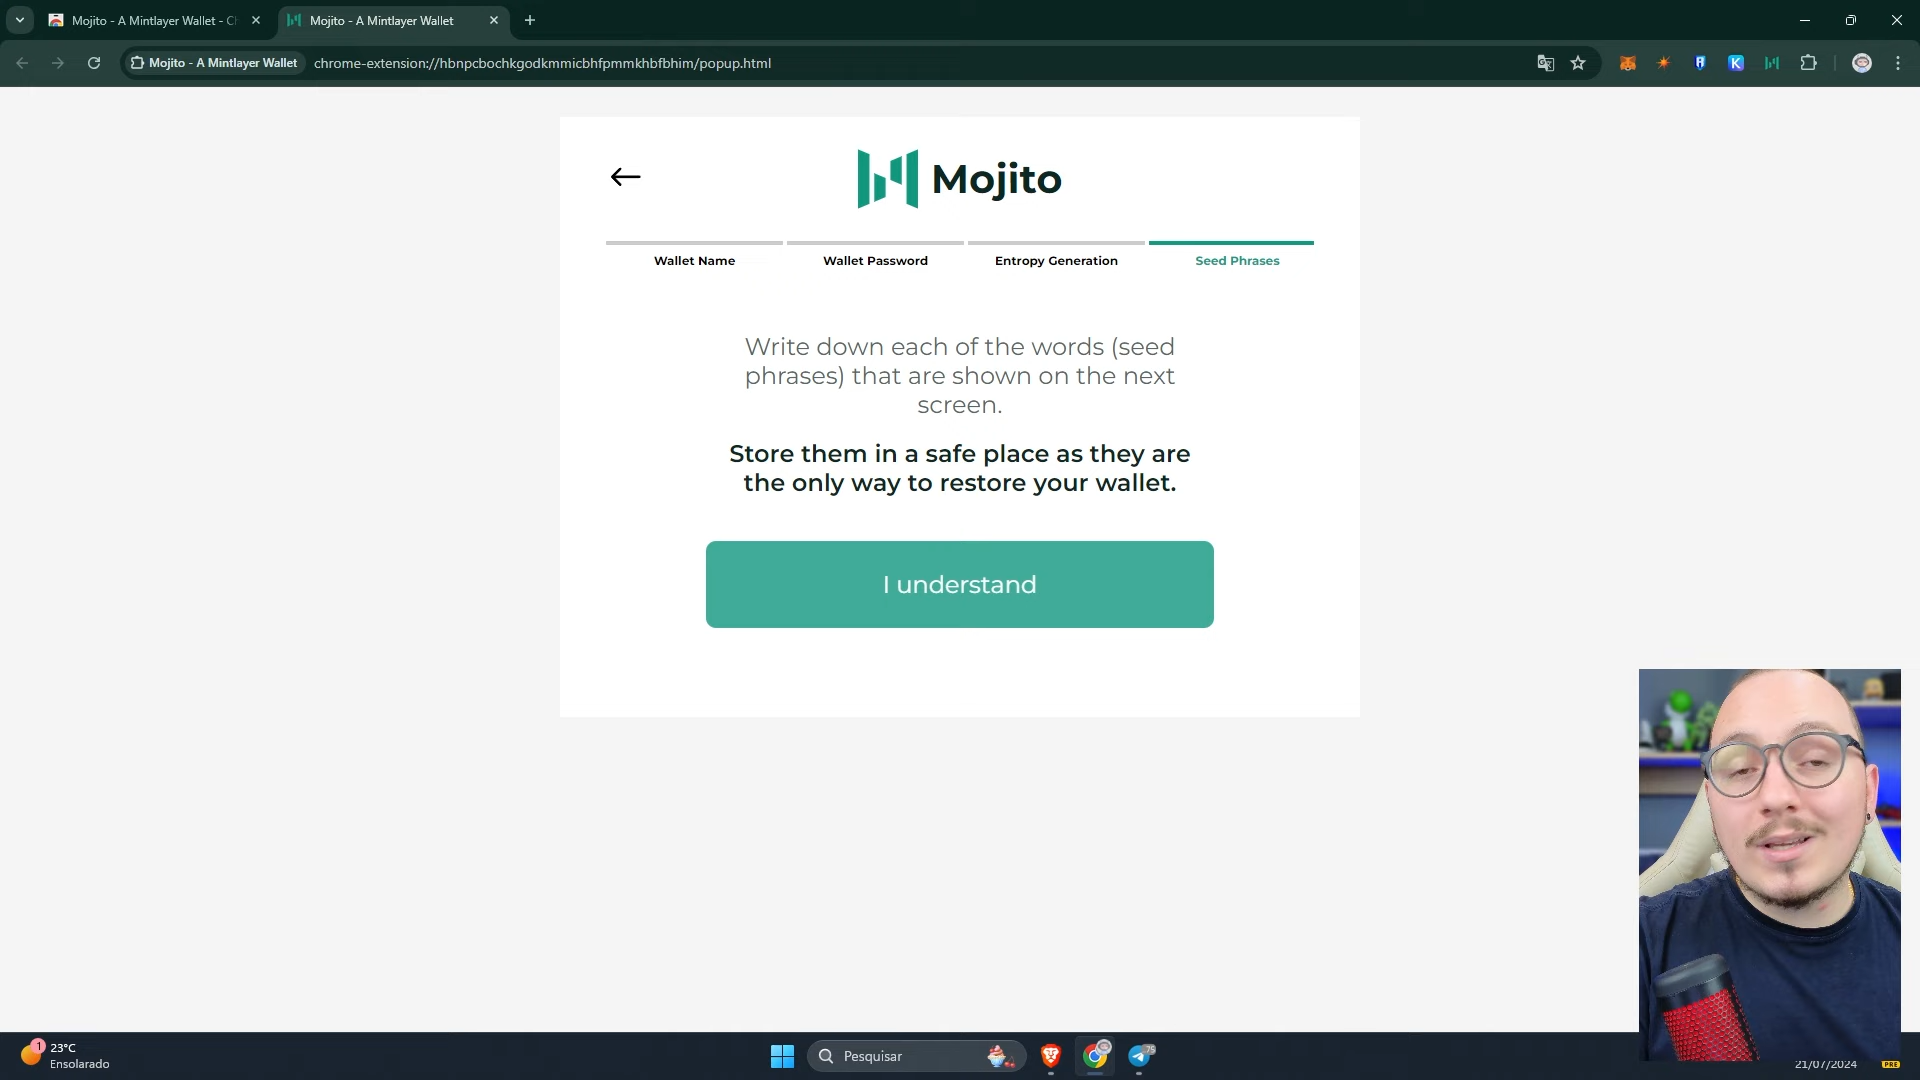 Mojito - A Mintlayer Wallet - C
Mojito - A Mintlayer Wallet
Mojito - A Mintlayer Wallet
chrome-extension://hbnpcbochkgodkmmicbhfpmmkhbfbhim/popup.html
Mojito
Wallet Name
Wallet Password
Entropy Generation
Seed Phrases
Write down each of the words (seed
phrases) that are shown on the next
screen.
Store them in a safe place as they are
the only way to restore your wallet.
I understand
1
23°C
Ensolarado
Pesquisar
75
21/07/2024
PRE